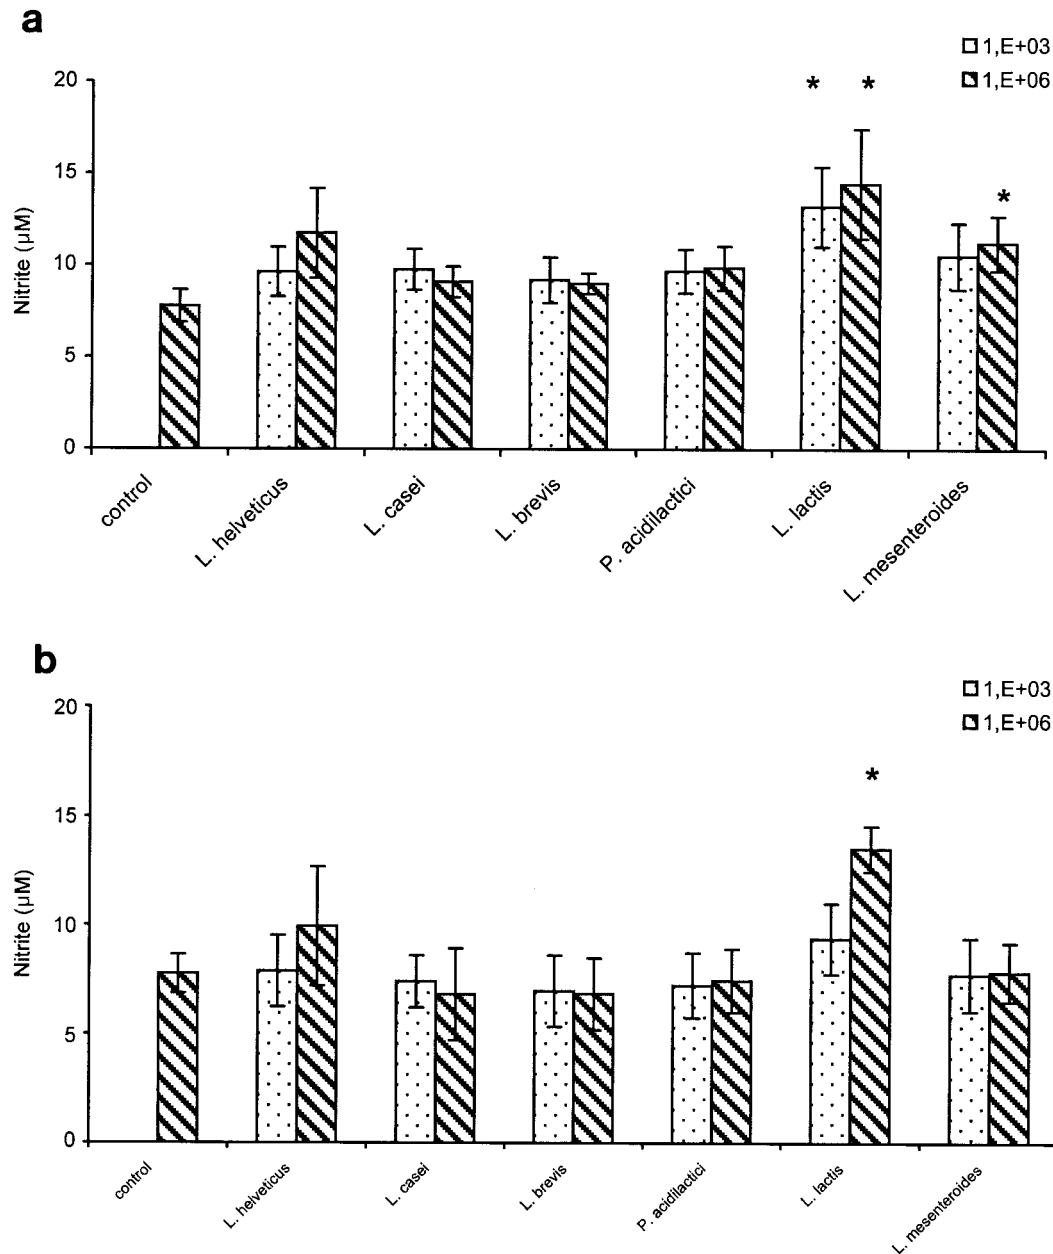 a
1,E+03
1,E+06
20
15
10
5
0
Nitrite (µM)
* *
*
control
L. helveticus
L. casei
L. brevis
P. acidilactici
L. lactis
L. mesenteroides
b
1,E+03
1,E+06
20
15
10
5
0
Nitrite (µM)
*
control
L. helveticus
L. casei
L. brevis
P. acidilactici
L. lactis
L. mesenteroides